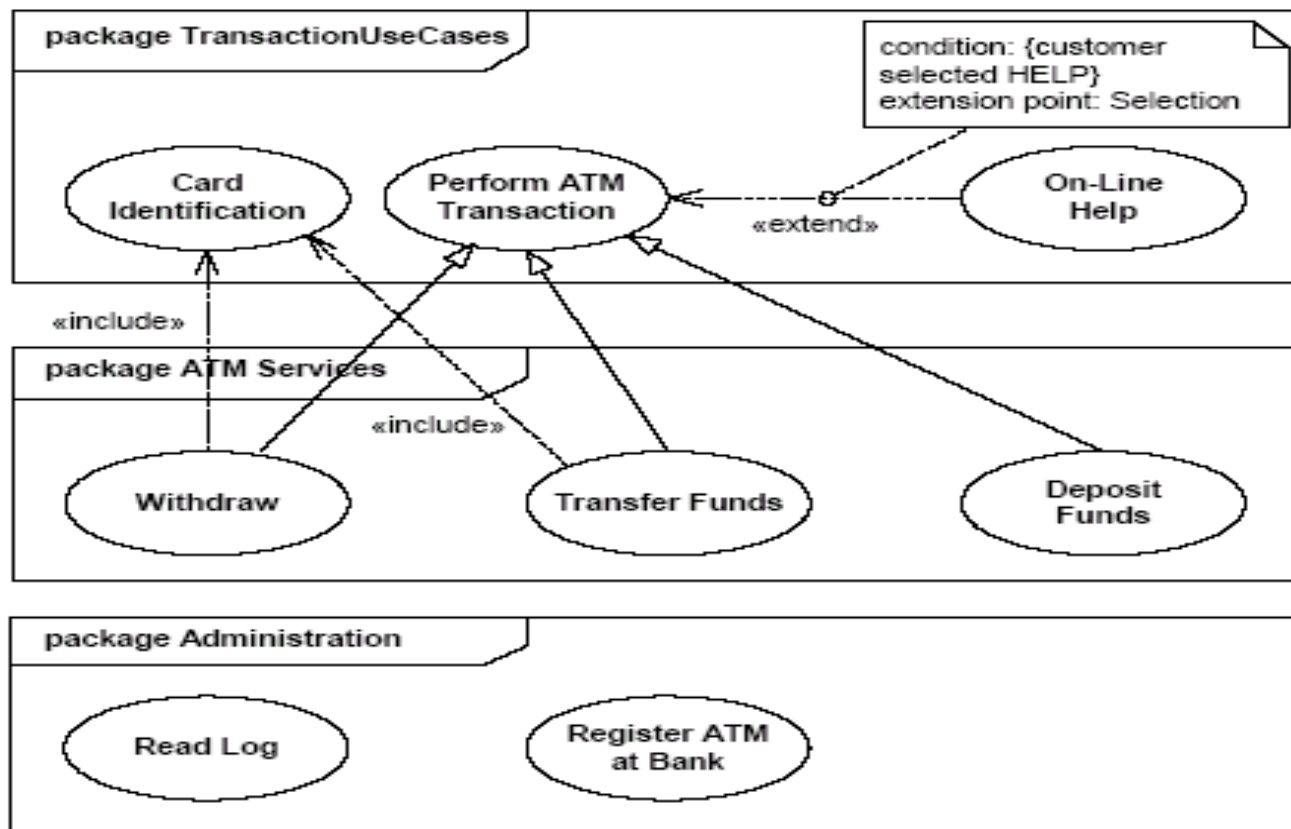 package TransactionUseCases
condition: {customer
selected HELP}
extension point: Selection
Card
Identification
Perform ATM
Transaction
On-Line
Help
«extend»
«include»
package ATM Services
«include»
Withdraw
Transfer Funds
Deposit
Funds
package Administration
Read Log
Register ATM
at Bank